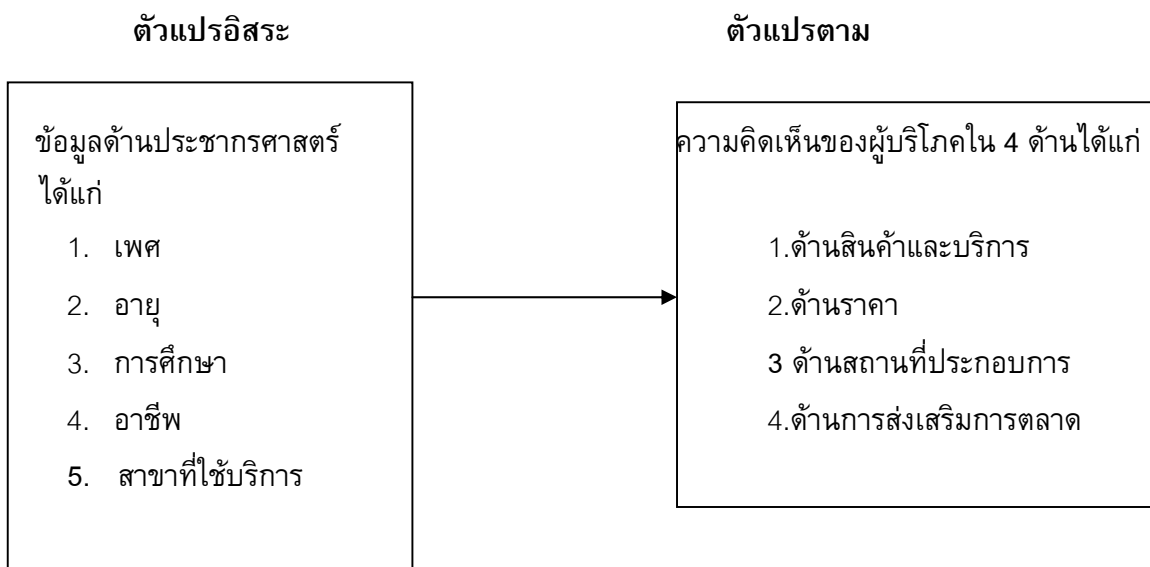 ตัวแปรอิสระ
ตัวแปรตาม
ข้อมูลด้านประชากรศาสตร์
ได้แก่
1. เพศ
2. อายุ
3. การศึกษา
4. อาชีพ
5. สาขาที่ใช้บริการ
ความคิดเห็นของผู้บริโภคใน 4 ด้านได้แก่
1.ด้านสินค้าและบริการ
2.ด้านราคา
3 ด้านสถานที่ประกอบการ
4.ด้านการส่งเสริมการตลาด